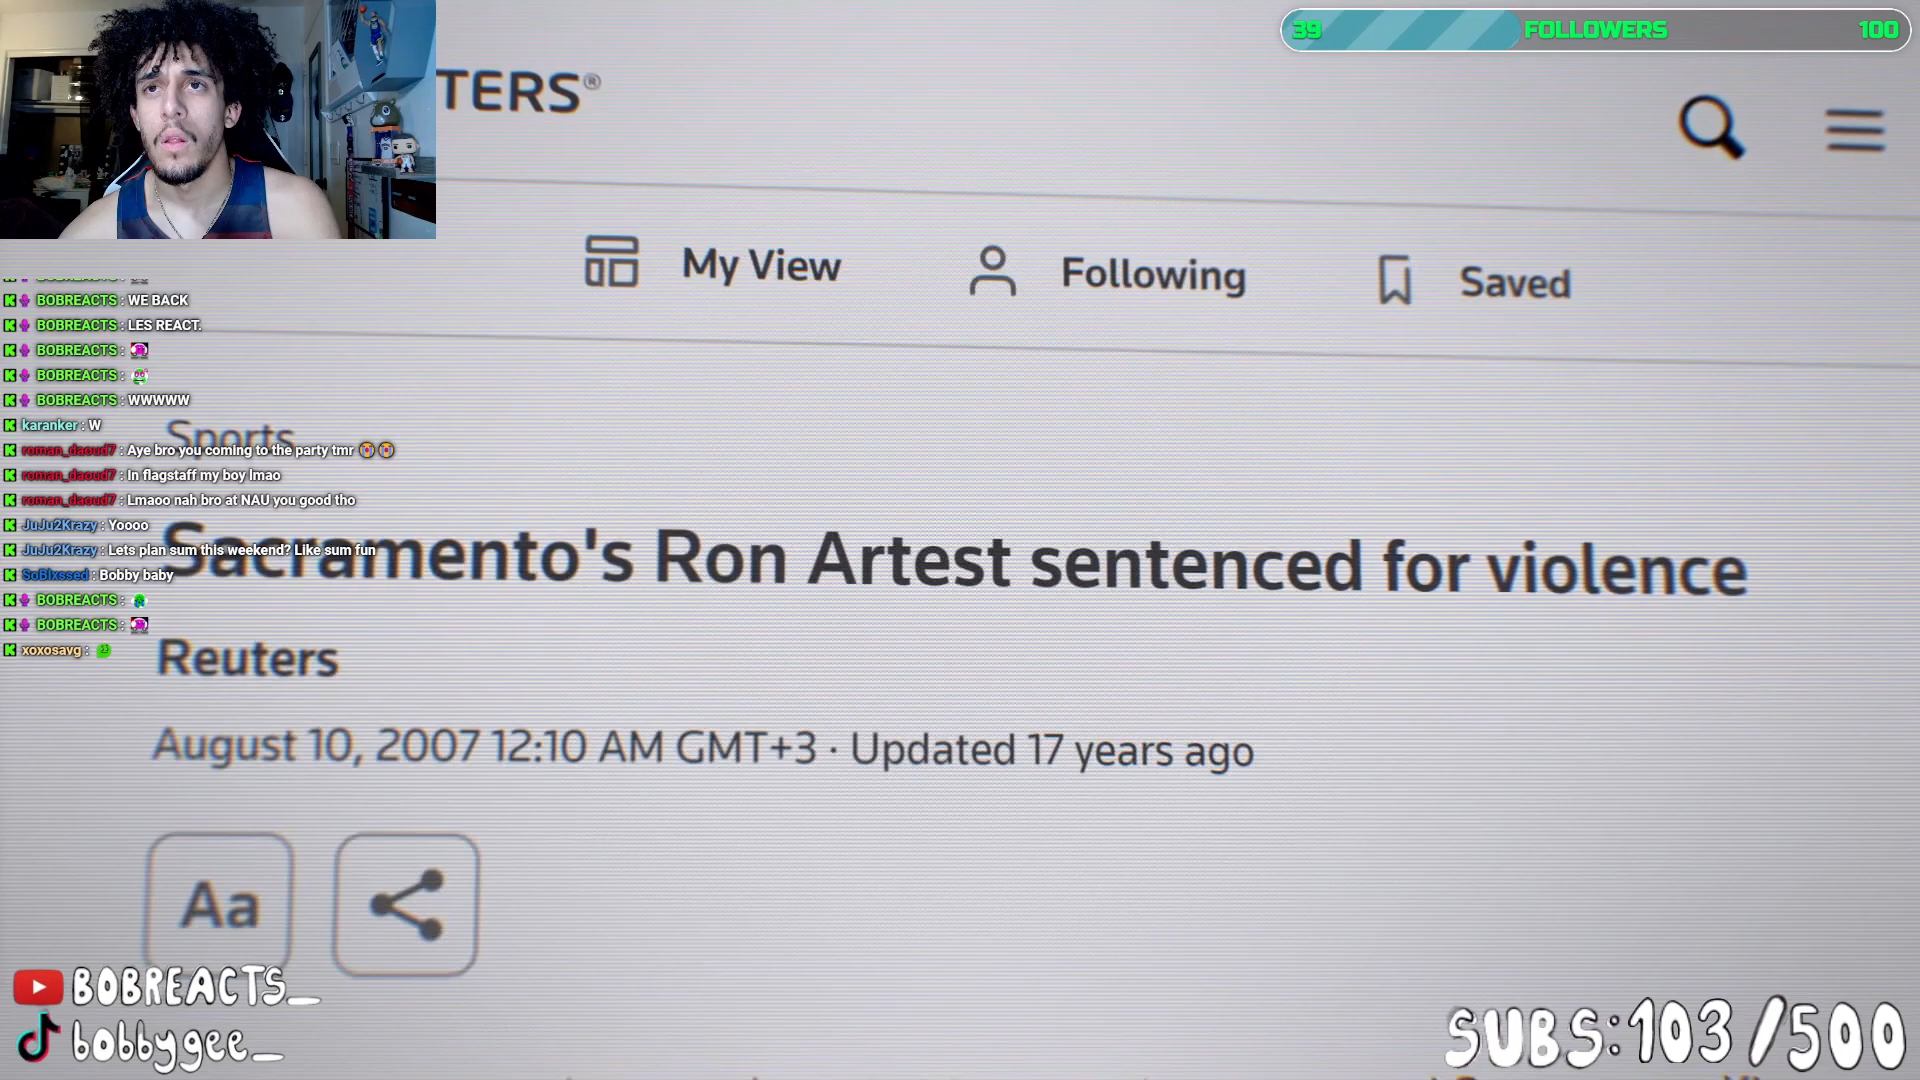 39 FOLLOWERS 100
TERS®
My View
Following
Saved
BOBREACTS : WE BACK
BOBREACTS : LES REACT.
BOBREACTS :
BOBREACTS :
BOBREACTS : WWWWW
karanker : W
Sports
roman_daoud7 : Aye bro you coming to the party tmr 😭😭
roman_daoud7 : In flagstaff my boy lmao
roman_daoud7 : Lmaoo nah bro at NAU you good tho
JuJu2Krazy : Yoooo
JuJu2Krazy : Lets plan sum this weekend? Like sum fun
Sacramento's Ron Artest sentenced for violence
SoBlxssed : Bobby baby
BOBREACTS :
BOBREACTS :
xoxosavg :
Reuters
August 10, 2007 12:10 AM GMT+3 · Updated 17 years ago
Aa
BOBREACTS_
bobbygee_
SUBS:103/500